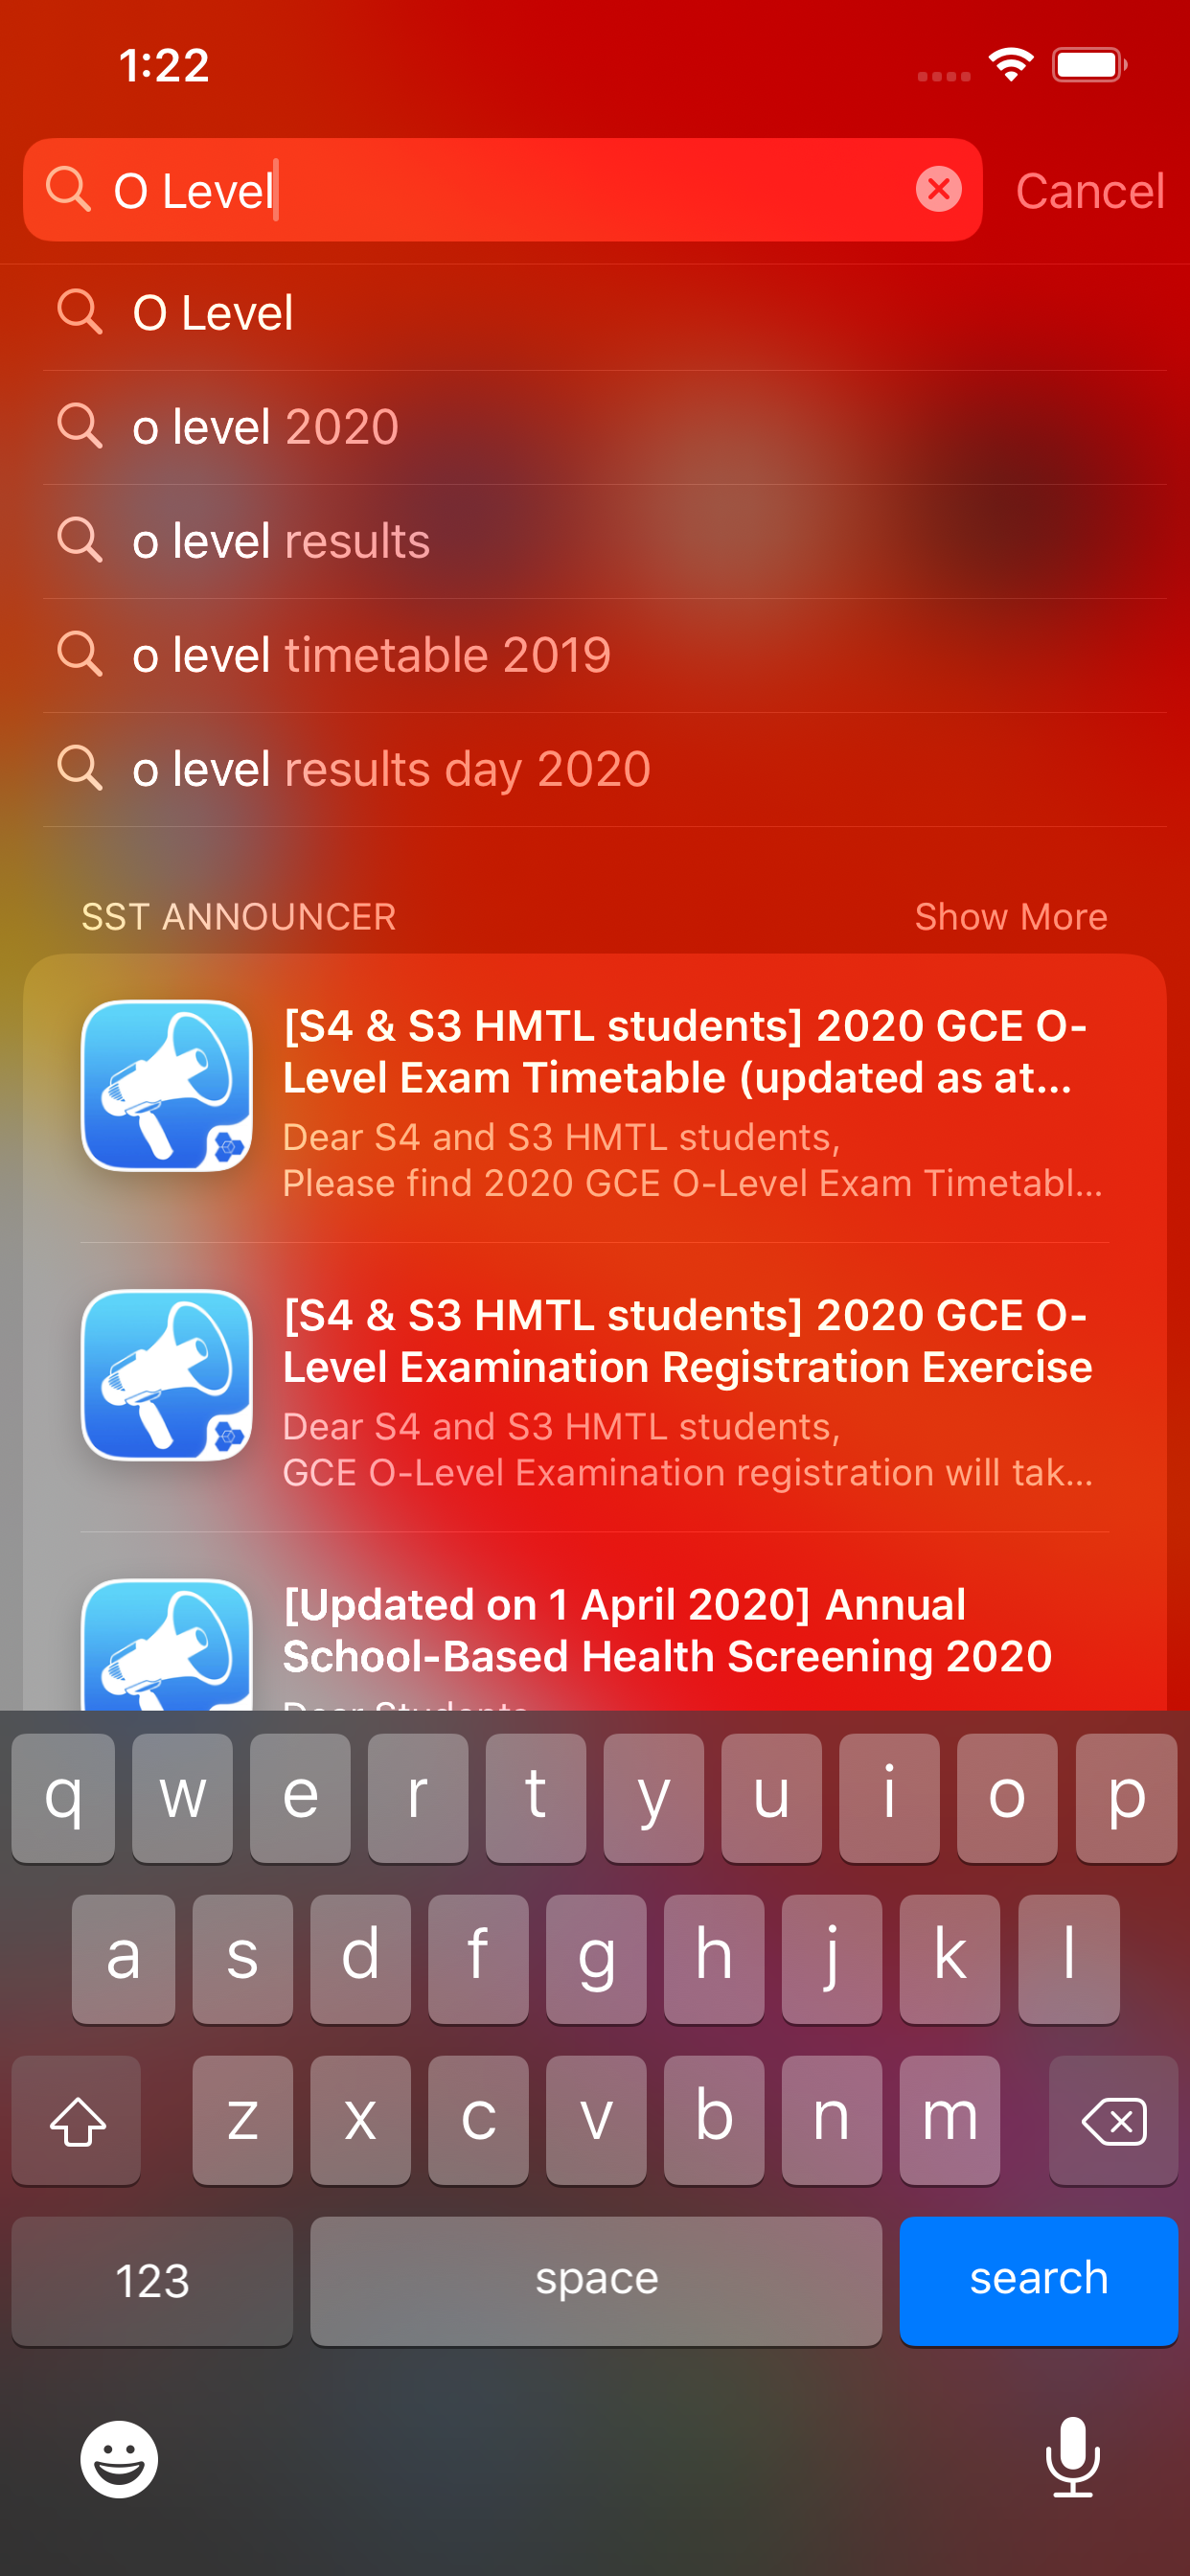 1:22
O Level
Cancel
O Level
o level 2020
o level results
o level timetable 2019
o level results day 2020
SST ANNOUNCER
Show More
[S4 & S3 HMTL students] 2020 GCE O-
Level Exam Timetable (updated as at...
Dear S4 and S3 HMTL students,
Please find 2020 GCE O-Level Exam Timetabl...
[S4 & S3 HMTL students] 2020 GCE O-
Level Examination Registration Exercise
Dear S4 and S3 HMTL students,
GCE O-Level Examination registration will tak...
[Updated on 1 April 2020] Annual
School-Based Health Screening 2020
Dear Students
q w e r t y u i o p
a s d f g h j k l
z x c v b n m
123 space search